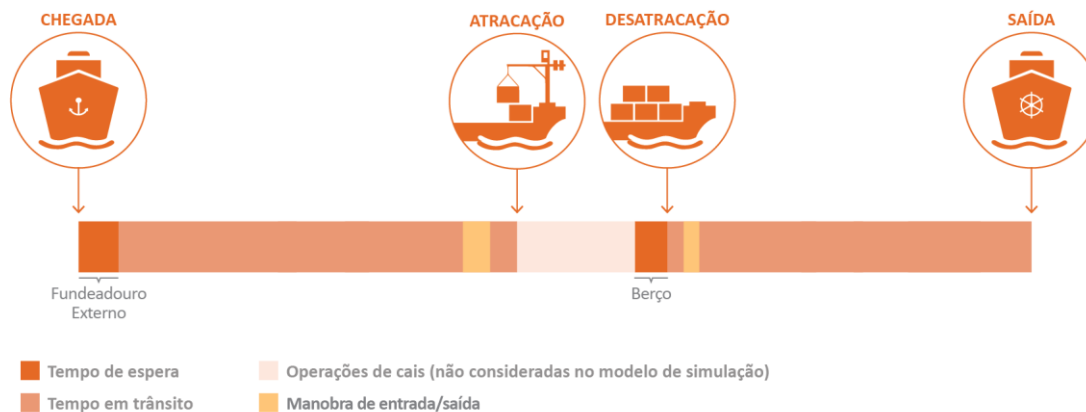 CHEGADA
ATRACAÇÃO
DESATRACAÇÃO
SAÍDA
Fundeadouro
Externo
Berço
Tempo de espera
Operações de cais (não consideradas no modelo de simulação)
Tempo em trânsito
Manobra de entrada/saída